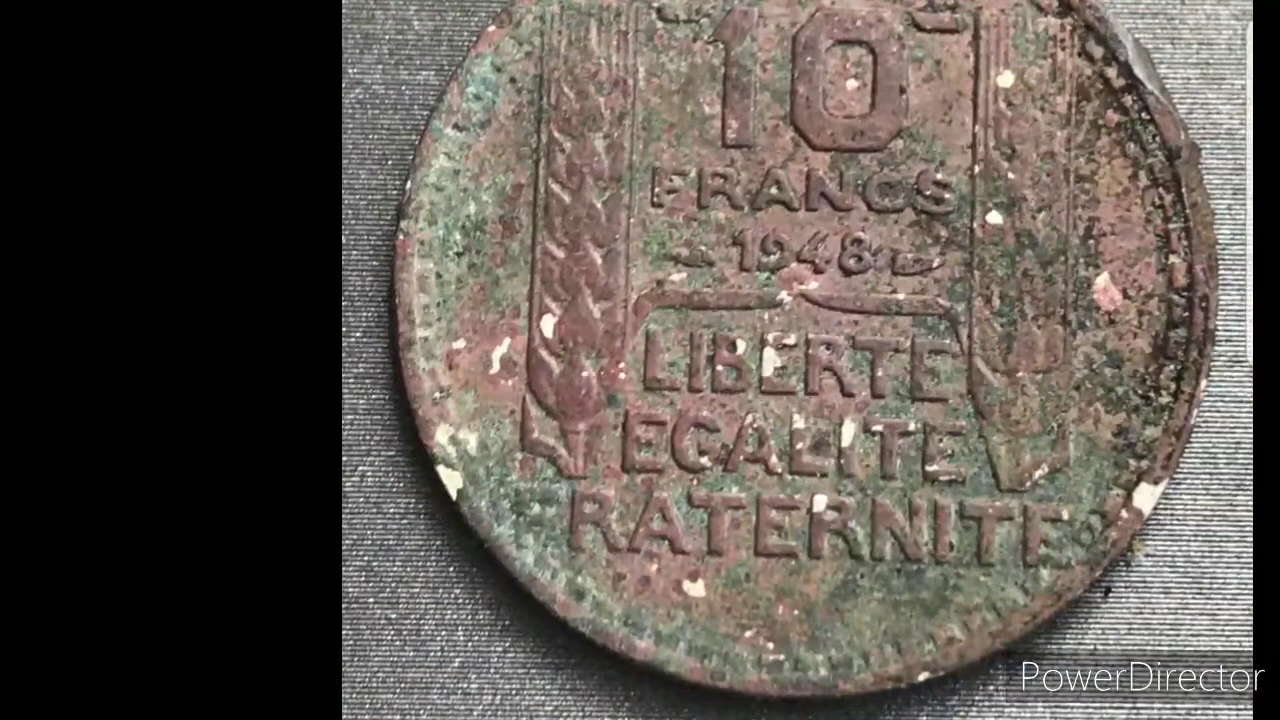 10
FRANCS
1948
LIBERTE
EGALITE
RATERNITE
PowerDirector